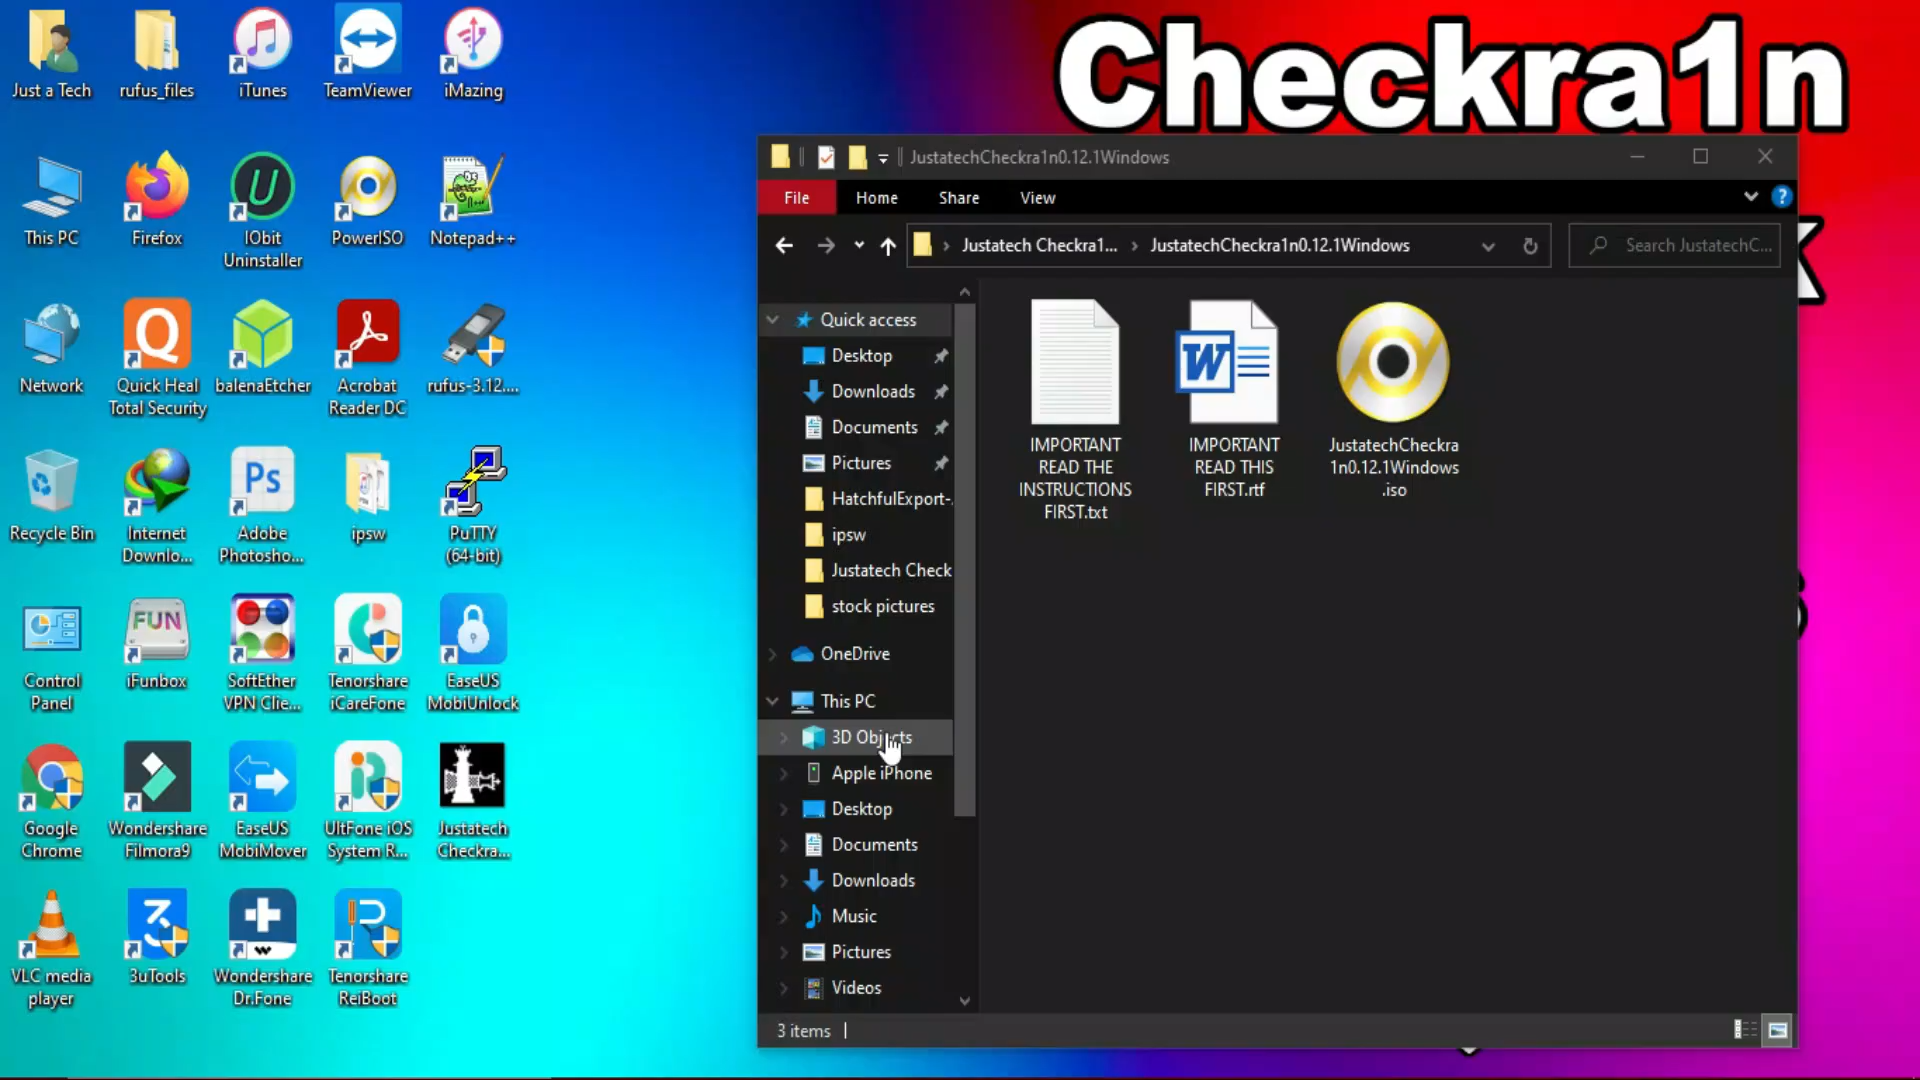 Checkra1n
Just a Tech
rufus_files
iTunes
TeamViewer
iMazing
This PC
Firefox
IObit
Uninstaller
PowerISO
Notepad++
Network
Quick Heal
Total Security
balenaEtcher
Acrobat
Reader DC
rufus-3.12....
Recycle Bin
Internet
Downlo...
Ps
Adobe
Photosho...
ipsw
PuTTY
(64-bit)
Control
Panel
FUN
iFunbox
SoftEther
VPN Clie...
Tenorshare
iCareFone
EaseUS
MobiUnlock
Google
Chrome
Wondershare
Filmora9
EaseUS
MobiMover
UltFone iOS
System R...
Justatech
Checkra...
VLC media
player
3uTools
Wondershare
Dr.Fone
Tenorshare
ReiBoot
JustatechCheckra1n0.12.1Windows
File
Home
Share
View
Justatech Checkra1...
JustatechCheckra1n0.12.1Windows
Search JustatechC...
Quick access
Desktop
Downloads
Documents
Pictures
HatchfulExport-
ipsw
Justatech Check
stock pictures
OneDrive
This PC
3D Objects
Apple iPhone
Desktop
Documents
Downloads
Music
Pictures
Videos
IMPORTANT
READ THE
INSTRUCTIONS
FIRST.txt
W
IMPORTANT
READ THIS
FIRST.rtf
JustatechCheckra
1n0.12.1Windows
.iso
3 items